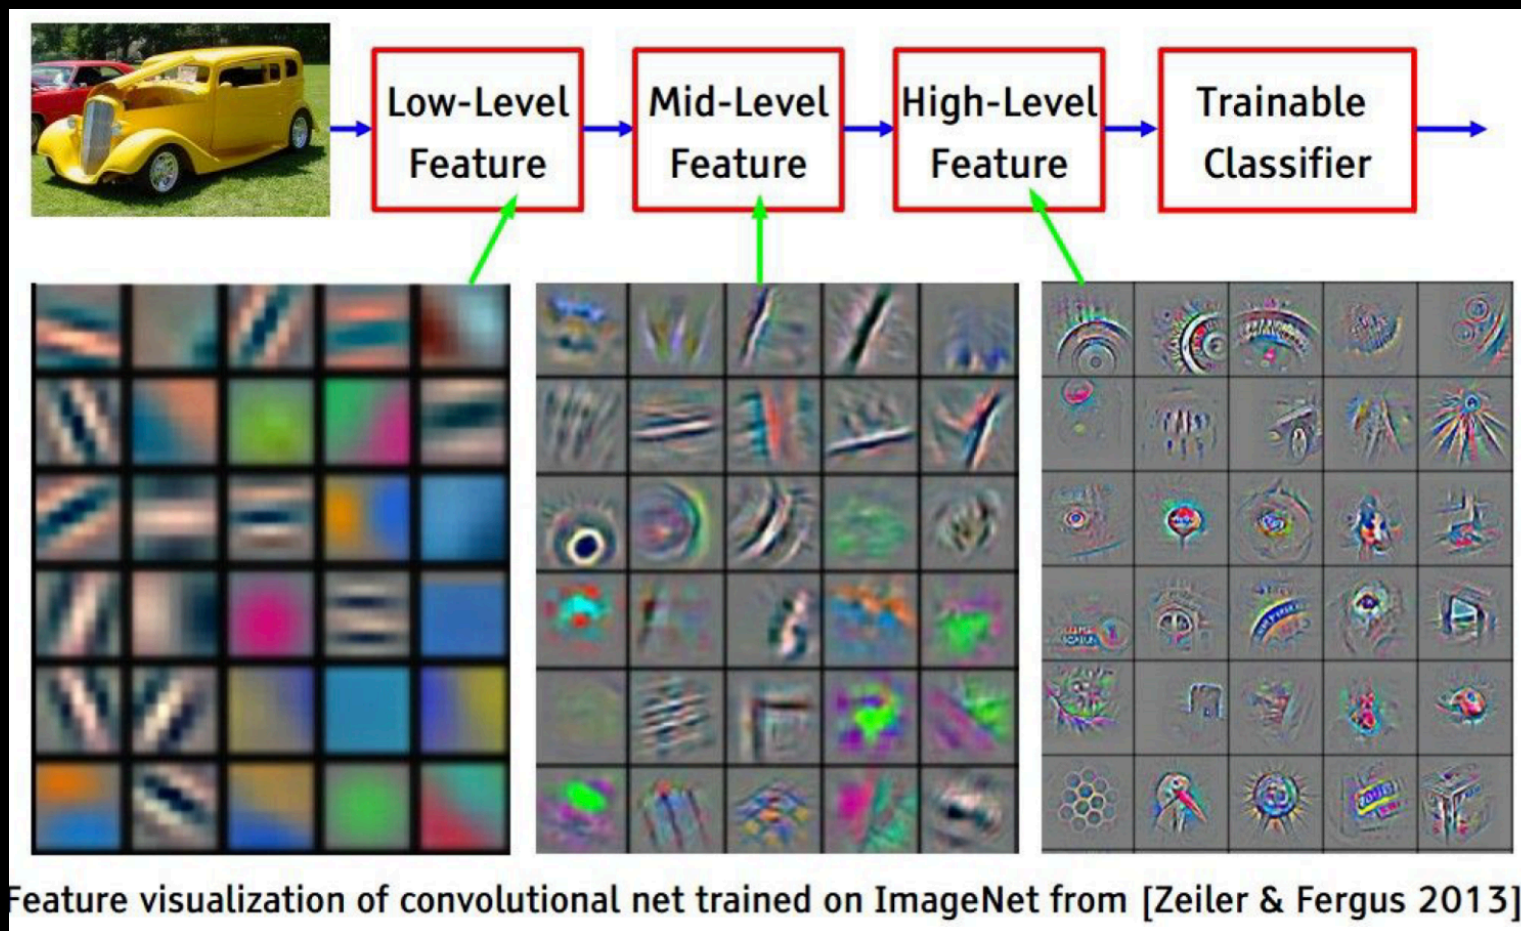 Low-Level
Feature
Mid-Level
Feature
High-Level
Feature
Trainable
Classifier
Feature visualization of convolutional net trained on ImageNet from [Zeiler & Fergus 2013]